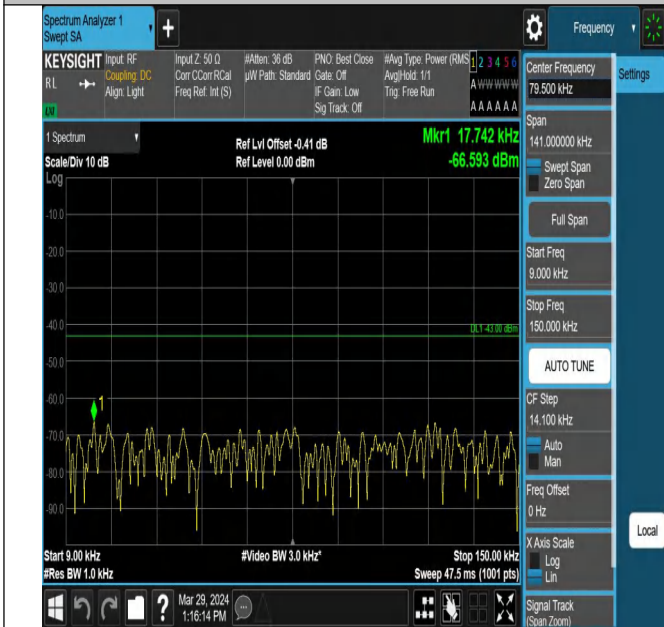 Spectrum Analyzer 1
Swept SA
+
Frequency
KEYSIGHT
RL
Input: RF
Coupling: DC
Align: Light
Input Z: 50 Ω
Corr CCorr RCal
Freq Ref: Int (S)
#Atten: 36 dB
µW Path: Standard
PNO: Best Close
Gate: Off
IF Gain: Low
Sig Track: Off
#Avg Type: Power (RMS
Avg|Hold: 1/1
Trig: Free Run
1 2 3 4 5 6
A W W W W W
A A A A A A
LXI
1 Spectrum
Scale/Div 10 dB
Log
Ref Lvl Offset -0.41 dB
Ref Level 0.00 dBm
Mkr1 17.742 kHz
-66.593 dBm
-10.0
-20.0
-30.0
-40.0
DL1 -43.00 dBm
-50.0
-60.0
1
-70.0
-80.0
-90.0
Start 9.00 kHz
#Res BW 1.0 kHz
#Video BW 3.0 kHz*
Stop 150.00 kHz
Sweep 47.5 ms (1001 pts)
?
Mar 29, 2024
1:16:14 PM
Center Frequency
79.500 kHz
Settings
Span
141.000000 kHz
Swept Span
Zero Span
Full Span
Start Freq
9.000 kHz
Stop Freq
150.000 kHz
AUTO TUNE
CF Step
14.100 kHz
Auto
Man
Freq Offset
0 Hz
X Axis Scale
Log
Lin
Local
Signal Track
(Span Zoom)